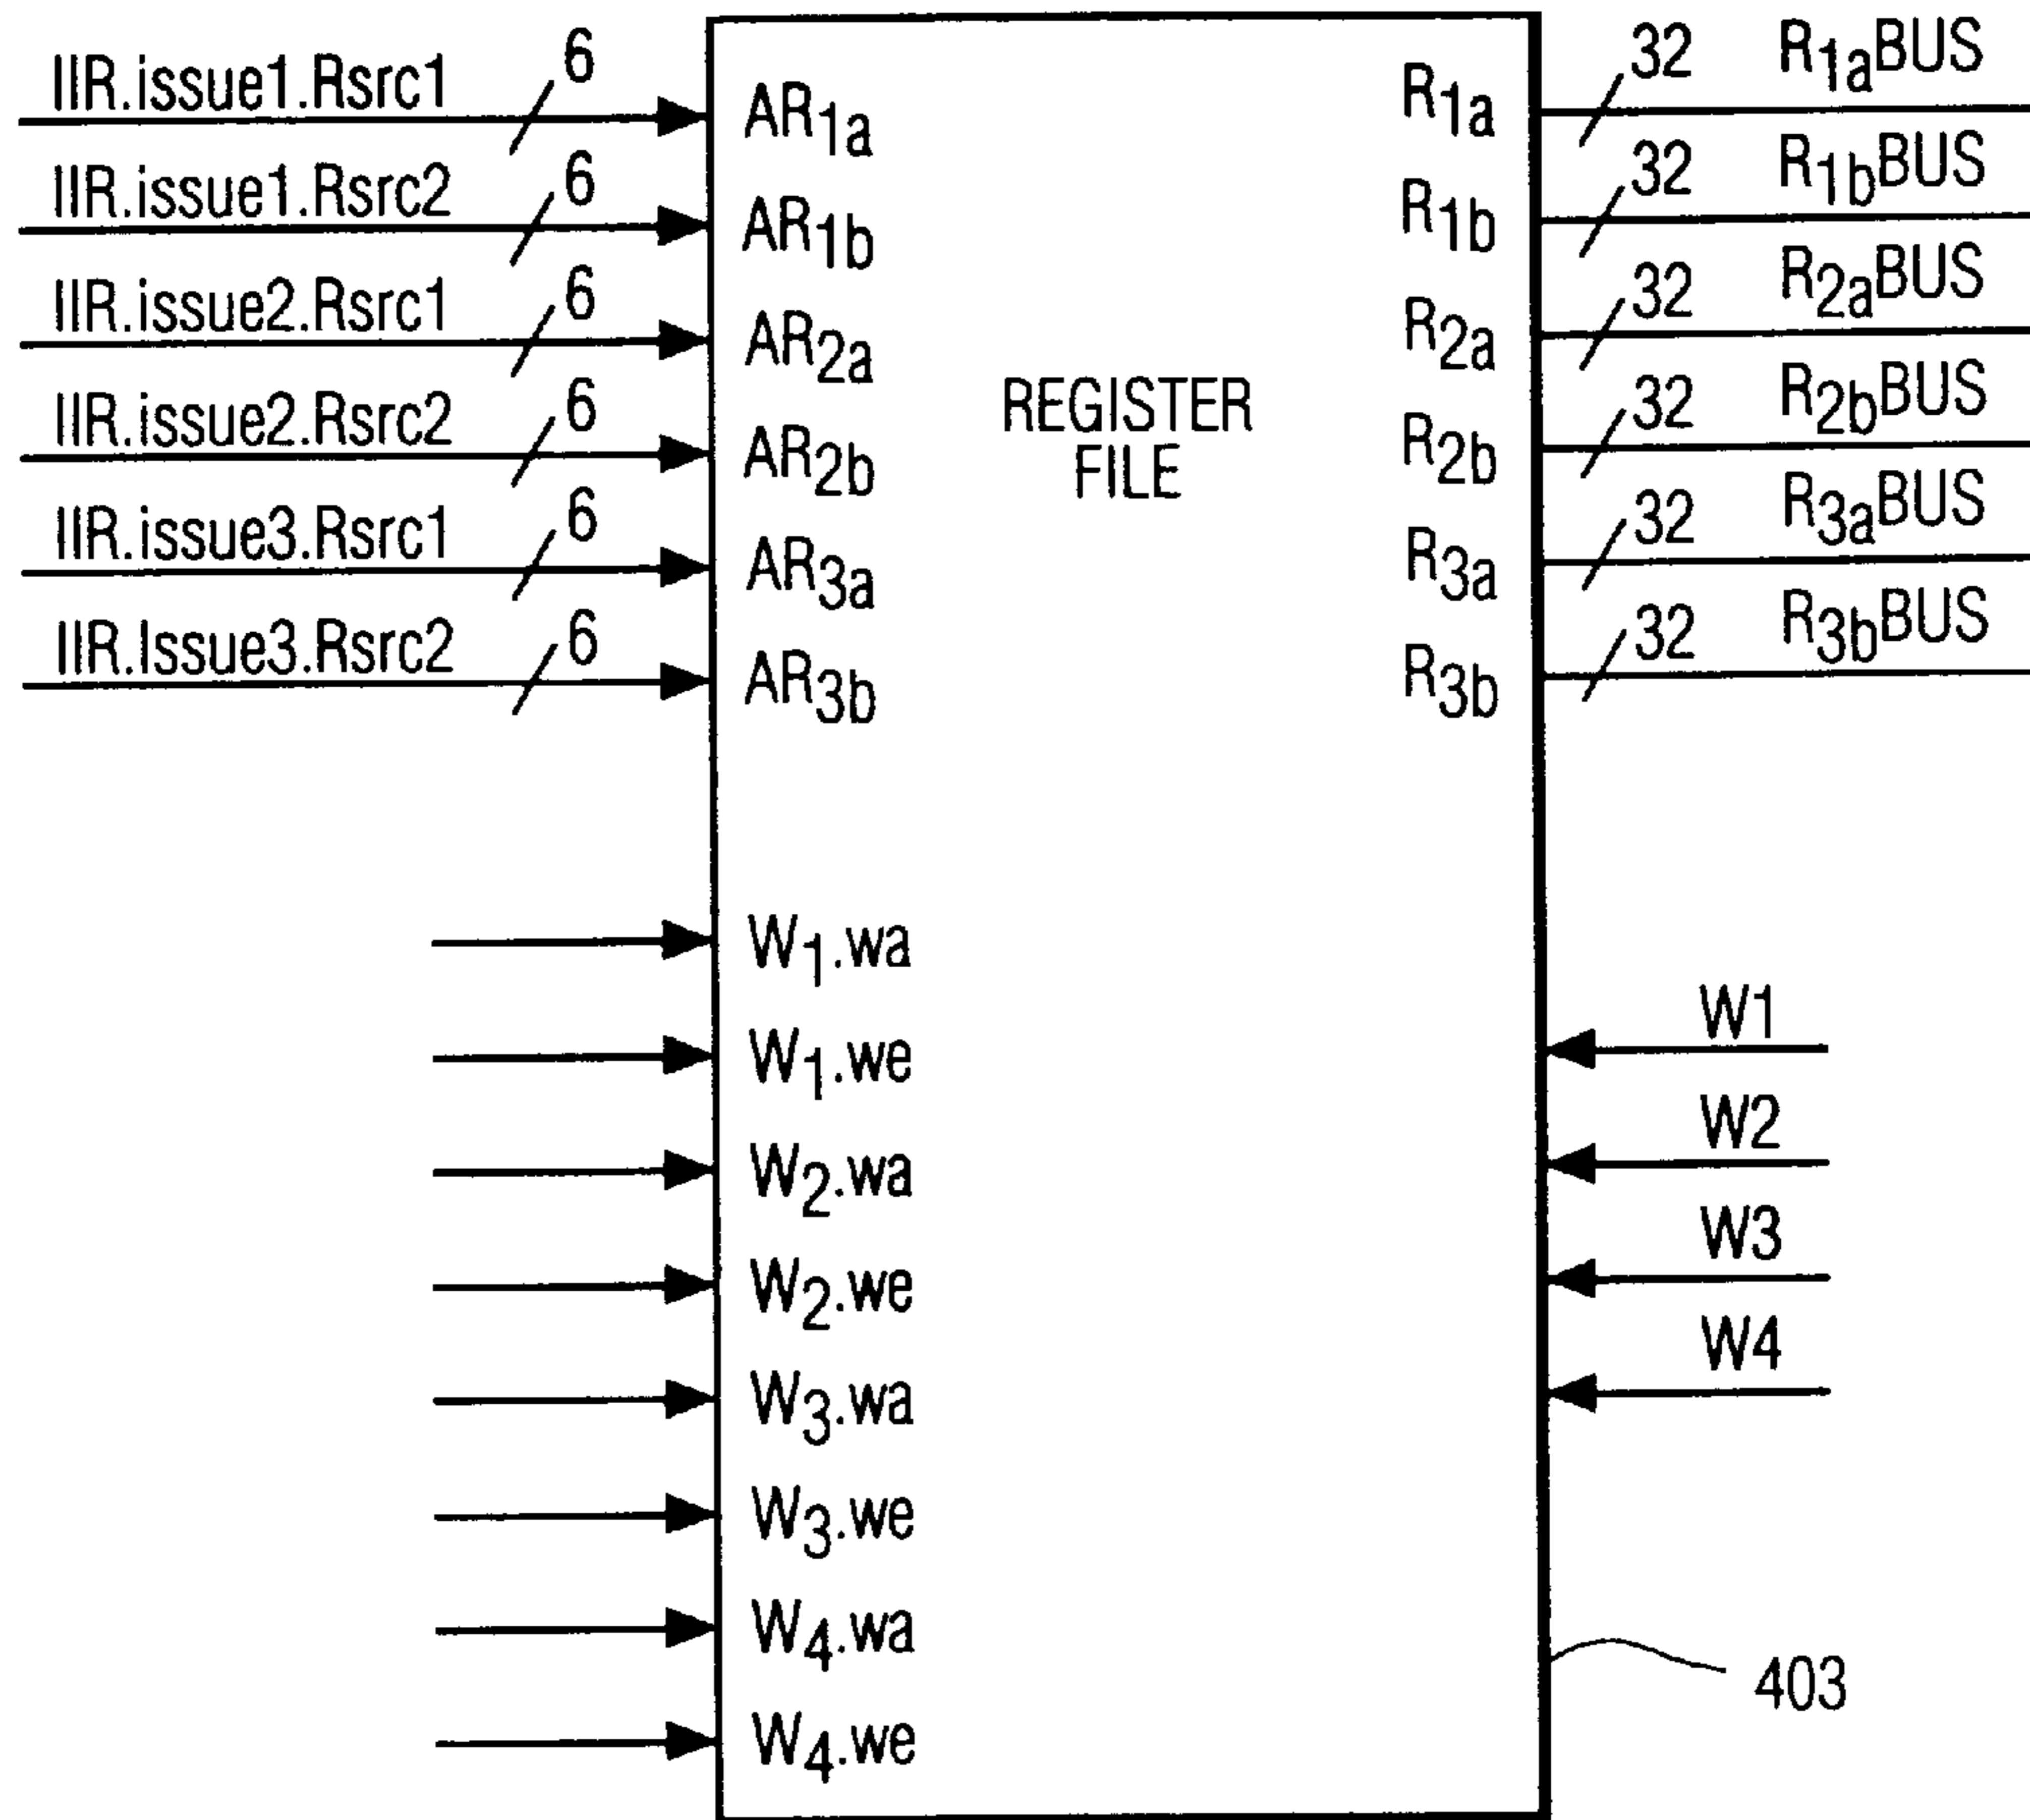 IIR.issue1.Rsrc1 6 AR1a R1a 32 R1aBUS
IIR.issue1.Rsrc2 6 AR1b R1b 32 R1bBUS
IIR.issue2.Rsrc1 6 AR2a R2a 32 R2aBUS
IIR.issue2.Rsrc2 6 AR2b R2b 32 R2bBUS
REGISTER
FILE
IIR.issue3.Rsrc1 6 AR3a R3a 32 R3aBUS
IIR.Issue3.Rsrc2 6 AR3b R3b 32 R3bBUS
W1.wa
W1.we
W2.wa
W2.we
W3.wa
W3.we
W4.wa
W4.we
W1
W2
W3
W4
403